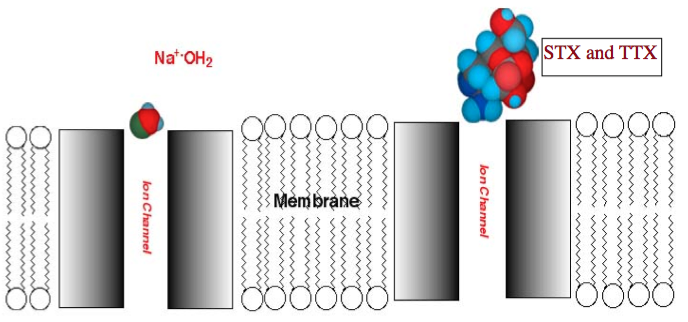 Na⁺·OH₂
STX and TTX
Ion Channel
Membrane
Ion Channel